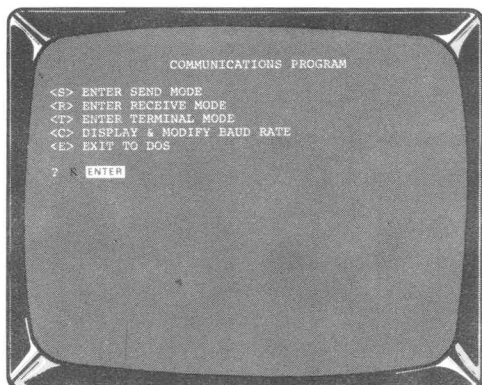 COMMUNICATIONS PROGRAM
<S> ENTER SEND MODE
<R> ENTER RECEIVE MODE
<T> ENTER TERMINAL MODE
<C> DISPLAY & MODIFY BAUD RATE
<E> EXIT TO DOS
? R ENTER